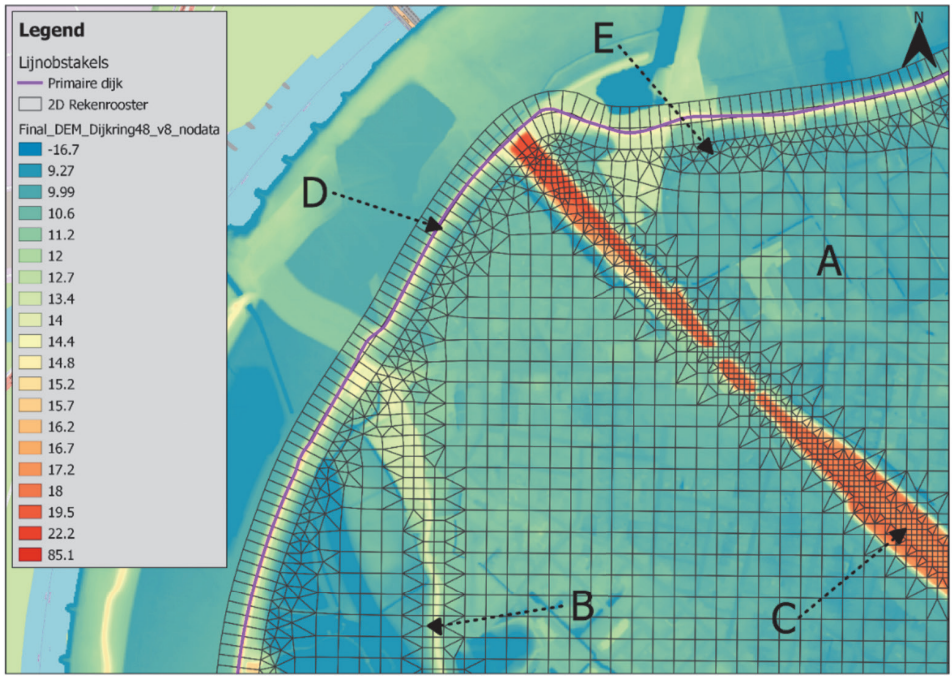 Legend
Lijnobstakels
Primaire dijk
2D Rekenrooster
Final_DEM_Dijkring48_v8_nodata
-16.7
9.27
9.99
10.6
11.2
12
12.7
13.4
14
14.4
14.8
15.2
15.7
16.2
16.7
17.2
18
19.5
22.2
85.1
N
E
D
A
B
C